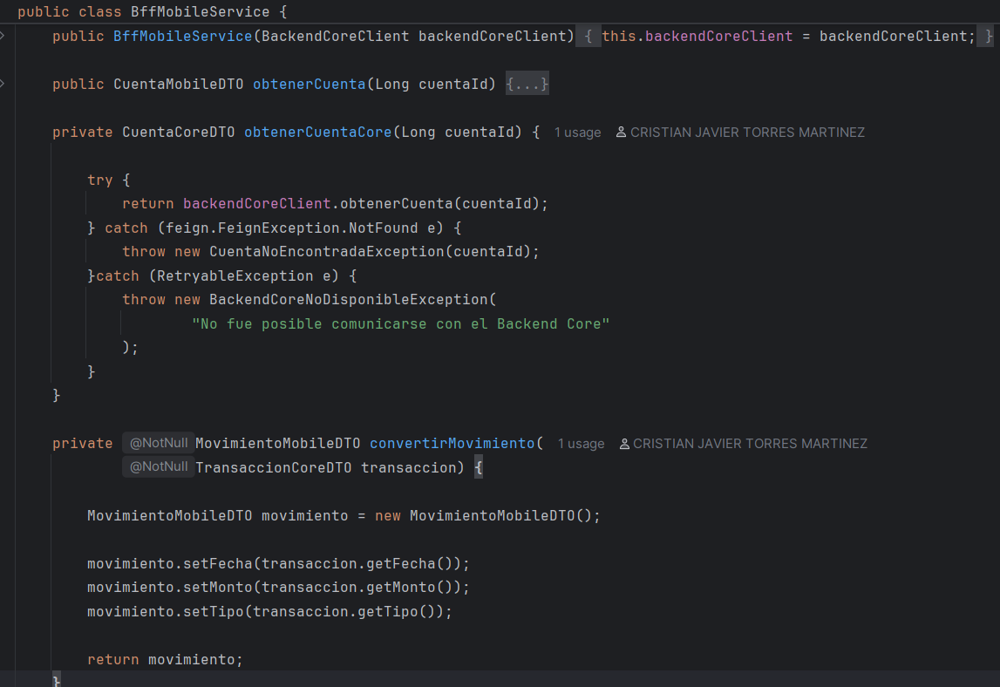 public class BffMobileService {
public BffMobileService(BackendCoreClient backendCoreClient) { this.backendCoreClient = backendCoreClient; }
public CuentaMobileDTO obtenerCuenta(Long cuentaId) {...}
private CuentaCoreDTO obtenerCuentaCore(Long cuentaId) { 1 usage CRISTIAN JAVIER TORRES MARTINEZ
try {
return backendCoreClient.obtenerCuenta(cuentaId);
} catch (feign.FeignException.NotFound e) {
throw new CuentaNoEncontradaException(cuentaId);
}catch (RetryableException e) {
throw new BackendCoreNoDisponibleException(
"No fue posible comunicarse con el Backend Core"
);
}
}
private @NotNull MovimientoMobileDTO convertirMovimiento( 1 usage CRISTIAN JAVIER TORRES MARTINEZ
@NotNull TransaccionCoreDTO transaccion) {
MovimientoMobileDTO movimiento = new MovimientoMobileDTO();
movimiento.setFecha(transaccion.getFecha());
movimiento.setMonto(transaccion.getMonto());
movimiento.setTipo(transaccion.getTipo());
return movimiento;
}